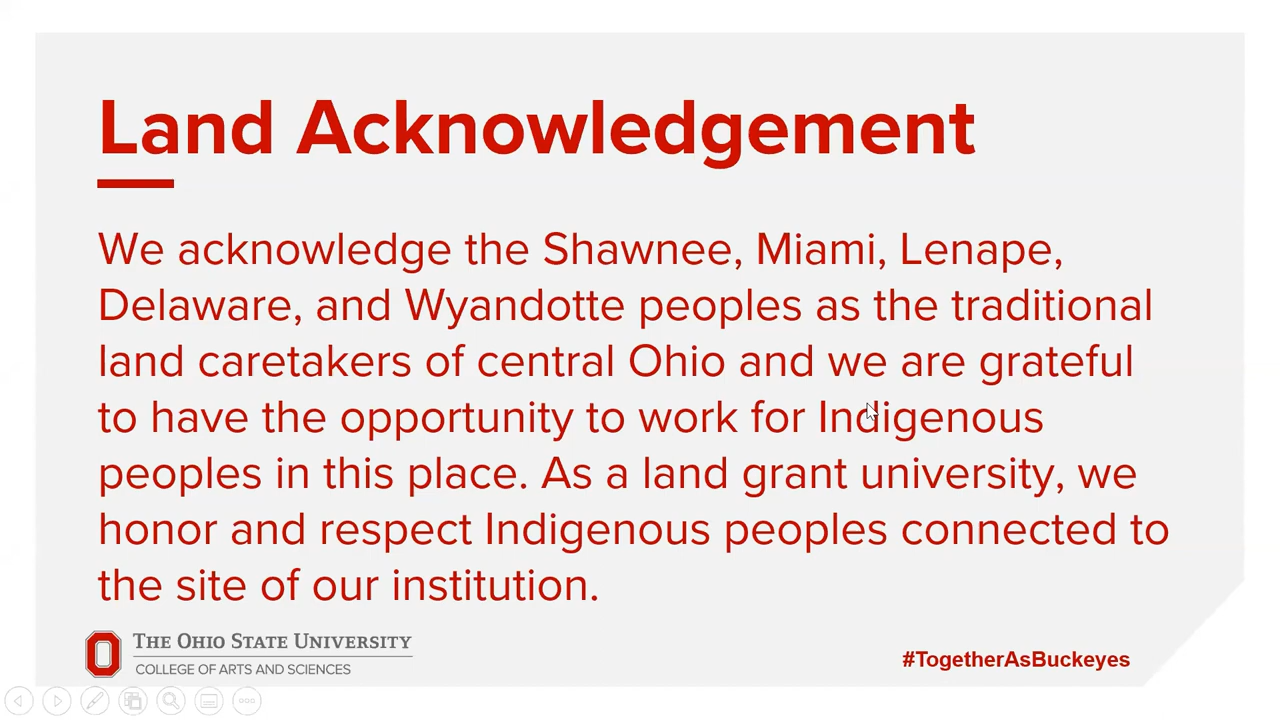 Land Acknowledgement
We acknowledge the Shawnee, Miami, Lenape,
Delaware, and Wyandotte peoples as the traditional
land caretakers of central Ohio and we are grateful
to have the opportunity to work for Indigenous
peoples in this place. As a land grant university, we
honor and respect Indigenous peoples connected to
the site of our institution.
THE OHIO STATE UNIVERSITY
COLLEGE OF ARTS AND SCIENCES
#TogetherAsBuckeyes